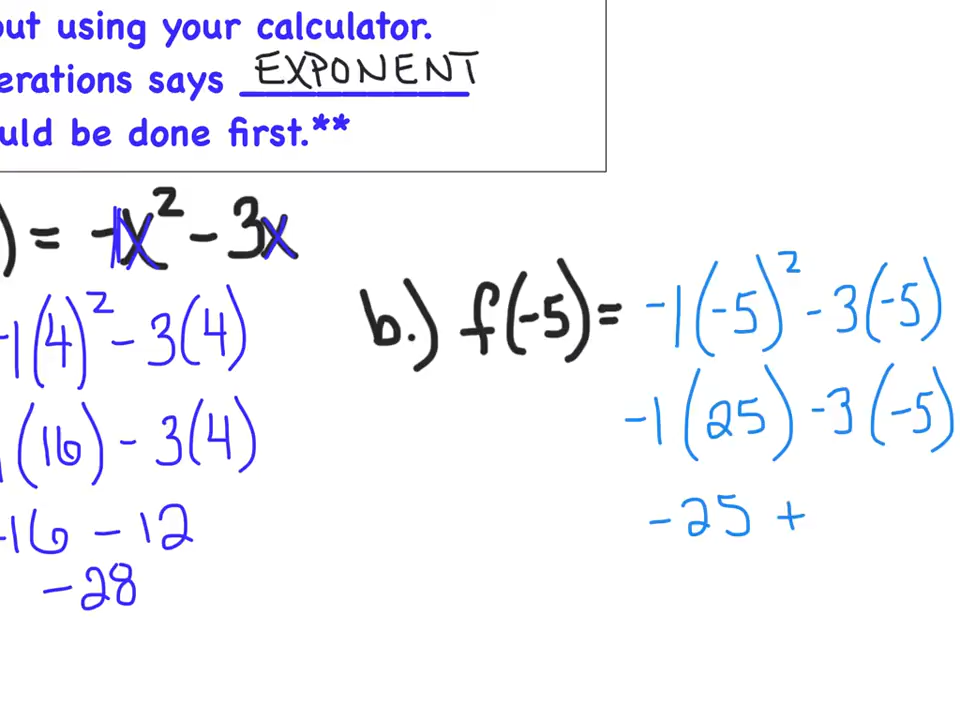 out using your calculator.
erations says EXPONENT
uld be done first.**
) = -1x² - 3x
-1(4)² - 3(4)
(16) - 3(4)
-16 - 12
-28
b.) f(-5) = -1(-5)² - 3(-5)
-1(25) - 3(-5)
-25 +